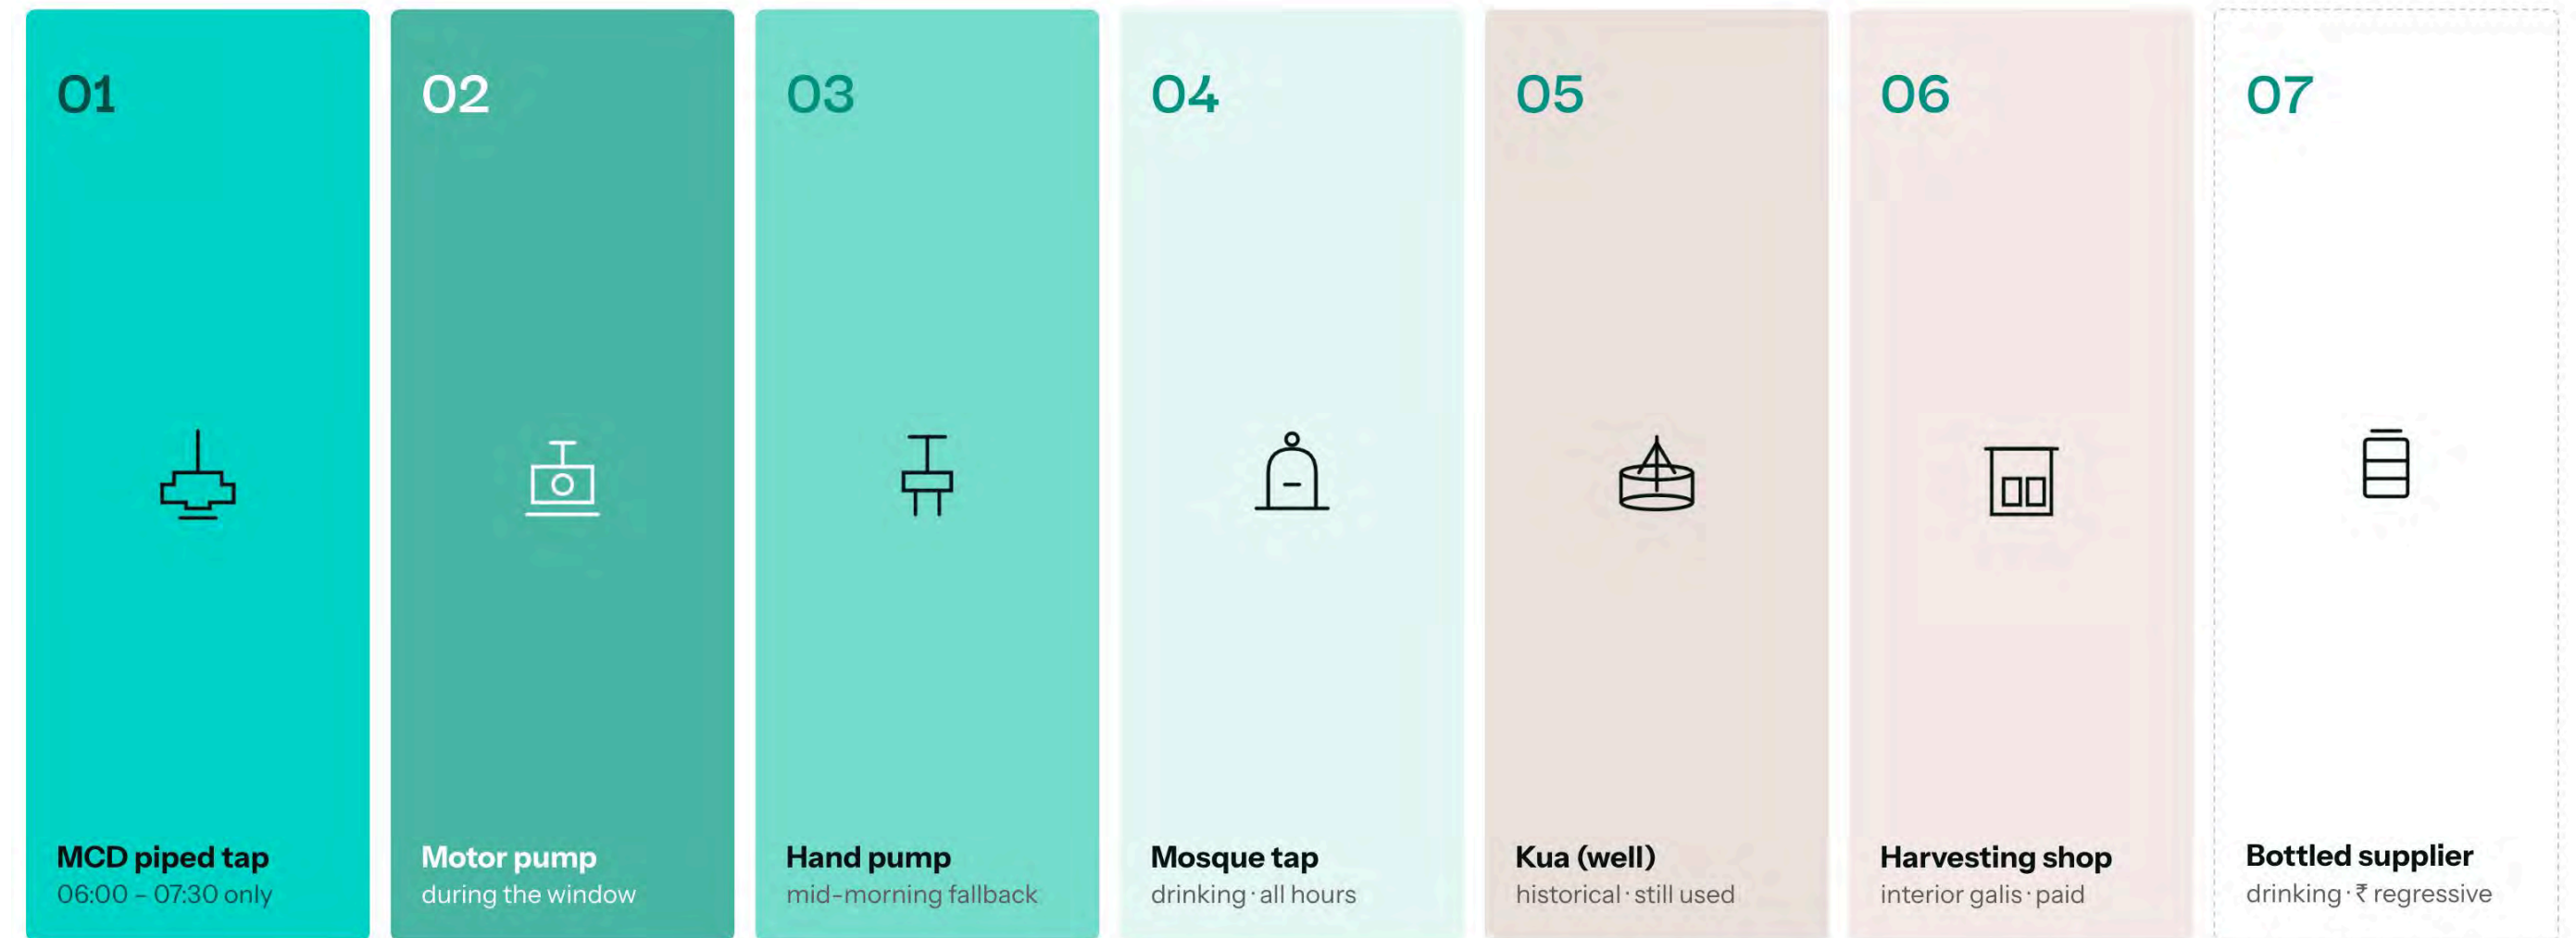 01
MCD piped tap
06:00 – 07:30 only
02
Motor pump
during the window
03
Hand pump
mid-morning fallback
04
Mosque tap
drinking · all hours
05
Kua (well)
historical · still used
06
Harvesting shop
interior galis · paid
07
Bottled supplier
drinking · ₹ regressive